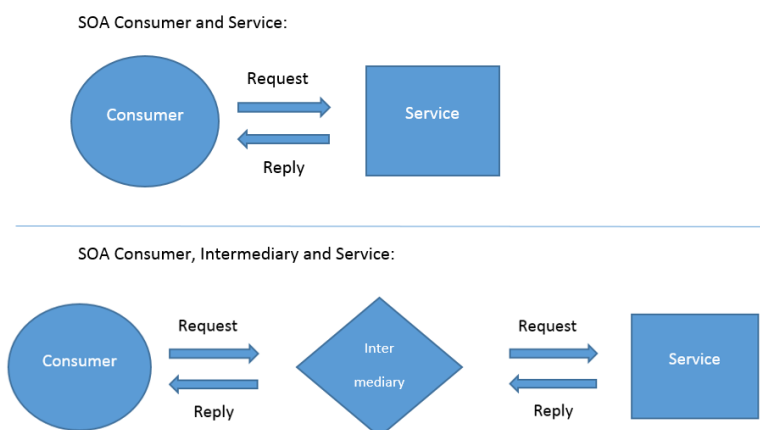 SOA Consumer and Service:
Request
Consumer
Service
Reply
SOA Consumer, Intermediary and Service:
Request
Request
Consumer
Inter
mediary
Service
Reply
Reply